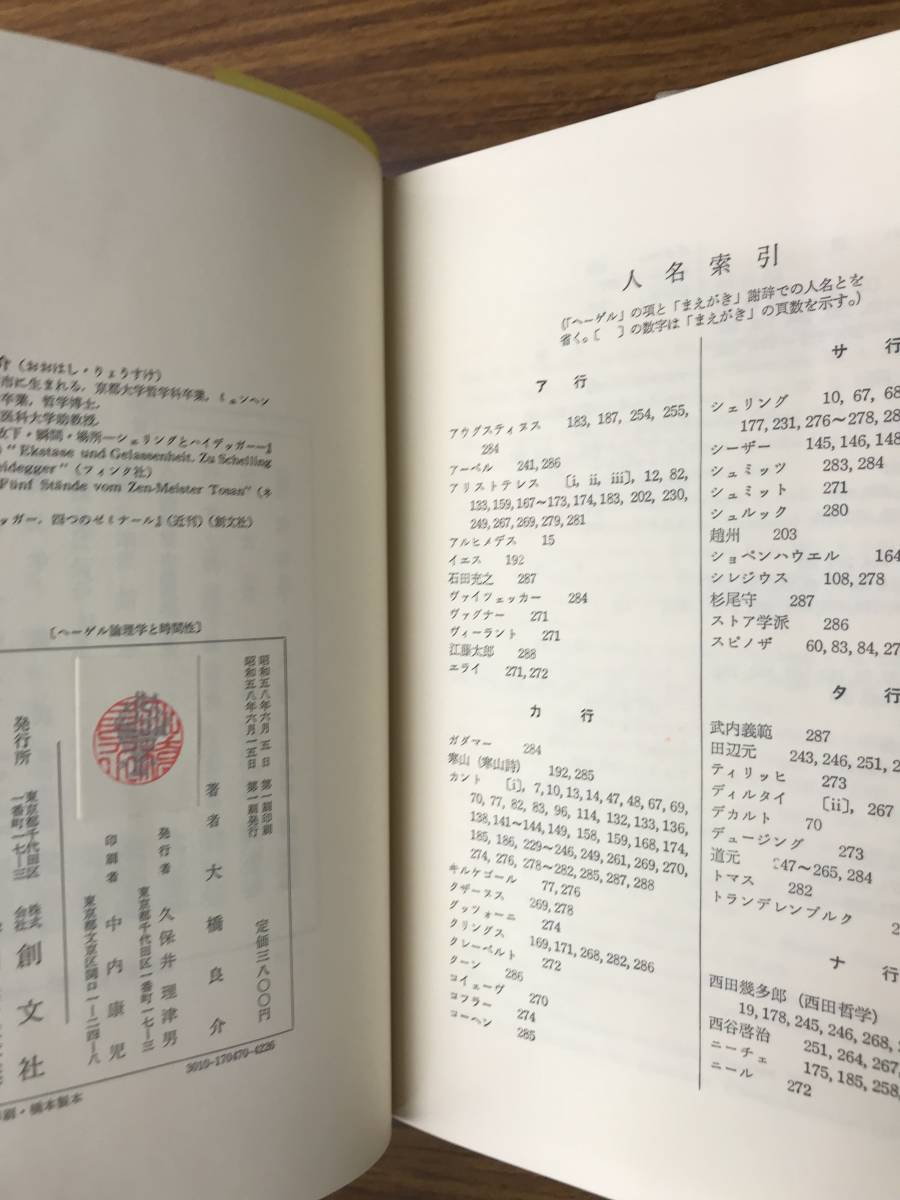 介（おおはし・りょうすけ）
市に生まれる．京都大学哲学科卒業，ミュンヘン
卒業，哲学博士．
医科大学助教授．
放下・瞬間・場所―シェリングとハイデッガー―』
"Ekstase und Gelassenheit. Zu Schelling
eidegger"（フィンク社）
Fünf Stände vom Zen-Meister Tosan"
ッガー，四つのゼミナール』（近刊）（創文社）
〔ヘーゲル論理学と時間性〕
昭和五八年六月五日 第一刷印刷
昭和五八年六月一五日 第一刷発行
定価三八〇〇円
著者 大橋良介
発行者 久保井理津男
東京都千代田区一番町一七―三
印刷者 中内康児
東京都文京区関口一―二四―八
発行所
東京都千代田区
一番町一七―三
株式会社 創文社
3010-170470-4226
印刷・橋本製本
人名索引
（「ヘーゲル」の項と「まえがき」謝辞での人名とを
省く。〔 〕の数字は「まえがき」の頁数を示す。）
ア行
アウグスティヌス 183, 187, 254, 255,
284
アーペル 241, 286
アリストテレス 〔i, ii, iii〕, 12, 82,
133, 159, 167～173, 174, 183, 202, 230,
249, 267, 269, 279, 281
アルヒメデス 15
イエス 192
石田充之 287
ヴァイツェッカー 284
ヴァグナー 271
ヴィーラント 271
江藤太郎 288
エライ 271, 272
カ行
ガダマー 284
寒山（寒山詩） 192, 285
カント 〔i〕, 7, 10, 13, 14, 47, 48, 67, 69,
70, 77, 82, 83, 96, 114, 132, 133, 136,
138, 141～144, 149, 158, 159, 168, 174,
185, 186, 229～246, 249, 261, 269, 270,
274, 276, 278～282, 285, 287, 288
キルケゴール 77, 276
クザーヌス 269, 278
グッツォーニ 274
クリングス 169, 171, 268, 282, 286
クレーベルト 272
クーン 286
コイェーヴ 270
コフラー 274
コーヘン 285
サ行
シェリング 10, 67, 68
177, 231, 276～278, 28
シーザー 145, 146, 148
シュミッツ 283, 284
シュミット 271
シュルック 280
趙州 203
ショペンハウエル 164
シレジウス 108, 278
杉尾守 287
ストア学派 286
スピノザ 60, 83, 84, 27
タ行
武内義範 287
田辺元 243, 246, 251, 2
ティリッヒ 273
ディルタイ 〔ii〕, 267
デカルト 70
デュージング 273
道元 247～265, 284
トマス 282
トランデレンブルク
2
ナ行
西田幾多郎（西田哲学）
19, 178, 245, 246, 268,
西谷啓治 251, 264, 267,
ニーチェ 175, 185, 258,
ニール 272